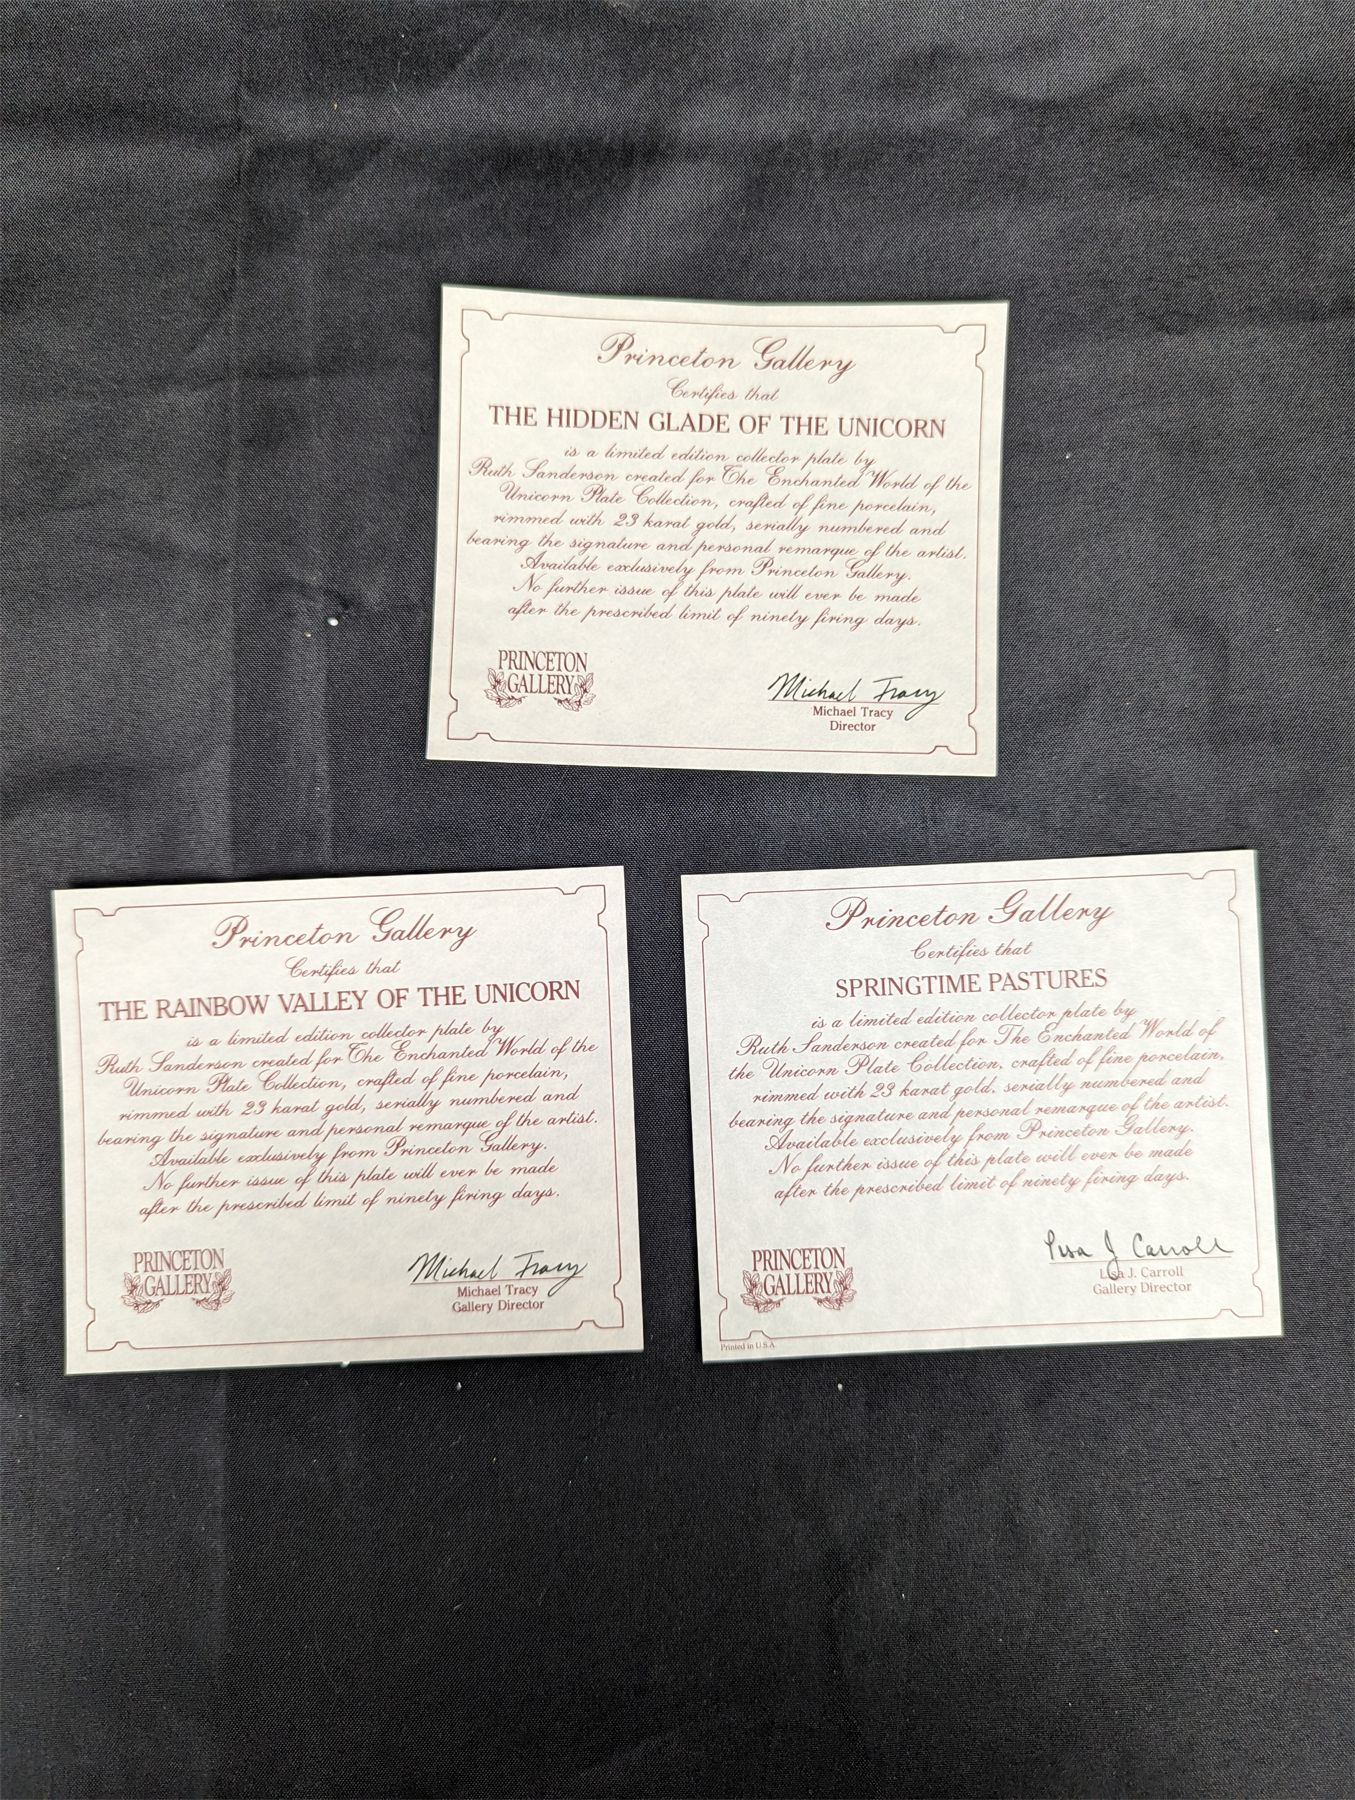 Princeton Gallery
Certifies that
THE HIDDEN GLADE OF THE UNICORN
is a limited edition collector plate by
Ruth Sanderson created for The Enchanted World of the
Unicorn Plate Collection, crafted of fine porcelain,
rimmed with 23 karat gold, serially numbered and
bearing the signature and personal remarque of the artist.
Available exclusively from Princeton Gallery.
No further issue of this plate will ever be made
after the prescribed limit of ninety firing days.
PRINCETON
GALLERY
Michael Tracy
Michael Tracy
Director
Princeton Gallery
Certifies that
THE RAINBOW VALLEY OF THE UNICORN
is a limited edition collector plate by
Ruth Sanderson created for The Enchanted World of the
Unicorn Plate Collection, crafted of fine porcelain,
rimmed with 23 karat gold, serially numbered and
bearing the signature and personal remarque of the artist.
Available exclusively from Princeton Gallery.
No further issue of this plate will ever be made
after the prescribed limit of ninety firing days.
PRINCETON
GALLERY
Michael Tracy
Michael Tracy
Gallery Director
Princeton Gallery
Certifies that
SPRINGTIME PASTURES
is a limited edition collector plate by
Ruth Sanderson created for The Enchanted World of
the Unicorn Plate Collection, crafted of fine porcelain,
rimmed with 23 karat gold, serially numbered and
bearing the signature and personal remarque of the artist.
Available exclusively from Princeton Gallery.
No further issue of this plate will ever be made
after the prescribed limit of ninety firing days.
PRINCETON
GALLERY
Lisa J Carroll
Lisa J. Carroll
Gallery Director
Printed in U.S.A.